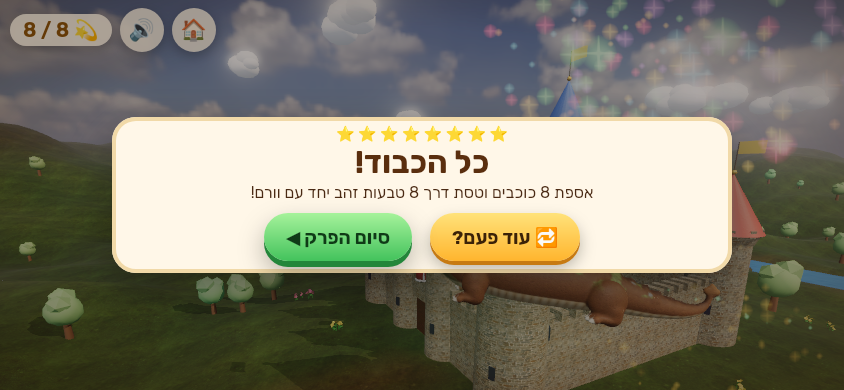 8 / 8
כל הכבוד!
אספת 8 כוכבים וטסת דרך 8 טבעות זהב יחד עם וורם!
עוד פעם?
סיום הפרק